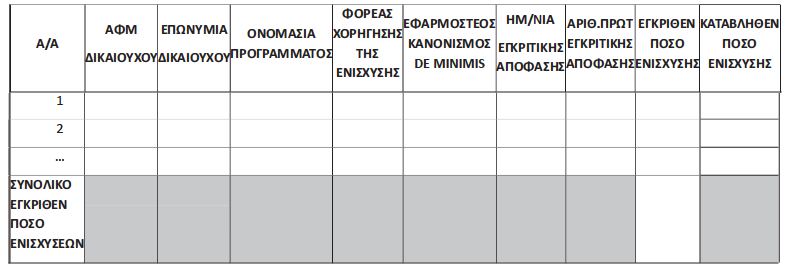 Α/Α
ΑΦΜ
ΔΙΚΑΙΟΥΧΟΥ
ΕΠΩΝΥΜΙΑ
ΔΙΚΑΙΟΥΧΟΥ
ΟΝΟΜΑΣΙΑ
ΠΡΟΓΡΑΜΜΑΤΟΣ
ΦΟΡΕΑΣ
ΧΟΡΗΓΗΣΗΣ
ΤΗΣ
ΕΝΙΣΧΥΣΗΣ
ΕΦΑΡΜΟΣΤΕΟΣ
ΚΑΝΟΝΙΣΜΟΣ
DE MINIMIS
ΗΜ/ΝΙΑ
ΕΓΚΡΙΤΙΚΗΣ
ΑΠΟΦΑΣΗΣ
ΑΡΙΘ.ΠΡΩΤ
ΕΓΚΡΙΤΙΚΗΣ
ΑΠΟΦΑΣΗΣ
ΕΓΚΡΙΘΕΝ
ΠΟΣΟ
ΕΝΙΣΧΥΣΗΣ
ΚΑΤΑΒΛΗΘΕΝ
ΠΟΣΟ
ΕΝΙΣΧΥΣΗΣ
1
2
...
ΣΥΝΟΛΙΚΟ
ΕΓΚΡΙΘΕΝ
ΠΟΣΟ
ΕΝΙΣΧΥΣΕΩΝ